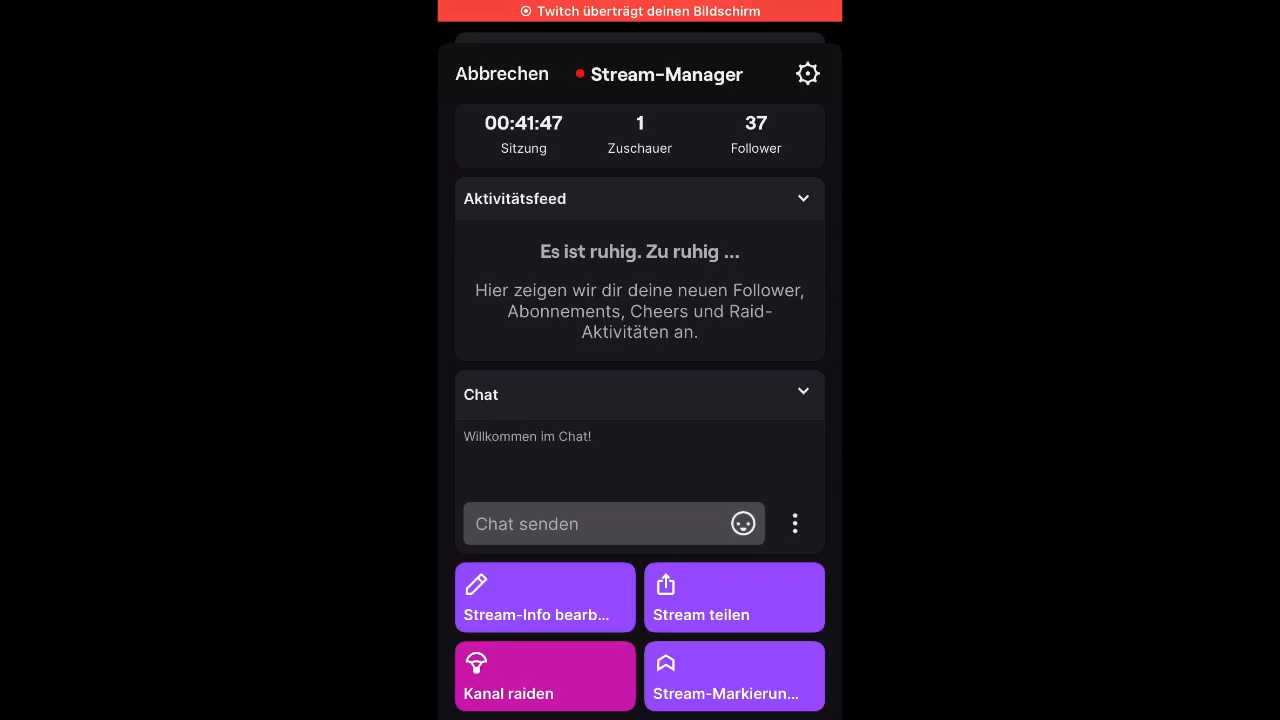 Twitch überträgt deinen Bildschirm
Abbrechen
Stream-Manager
00:41:47
1
37
Sitzung
Zuschauer
Follower
Aktivitätsfeed
Es ist ruhig. Zu ruhig ...
Hier zeigen wir dir deine neuen Follower,
Abonnements, Cheers und Raid-
Aktivitäten an.
Chat
Willkommen im Chat!
Chat senden
Stream-Info bearb...
Stream teilen
Kanal raiden
Stream-Markierun...